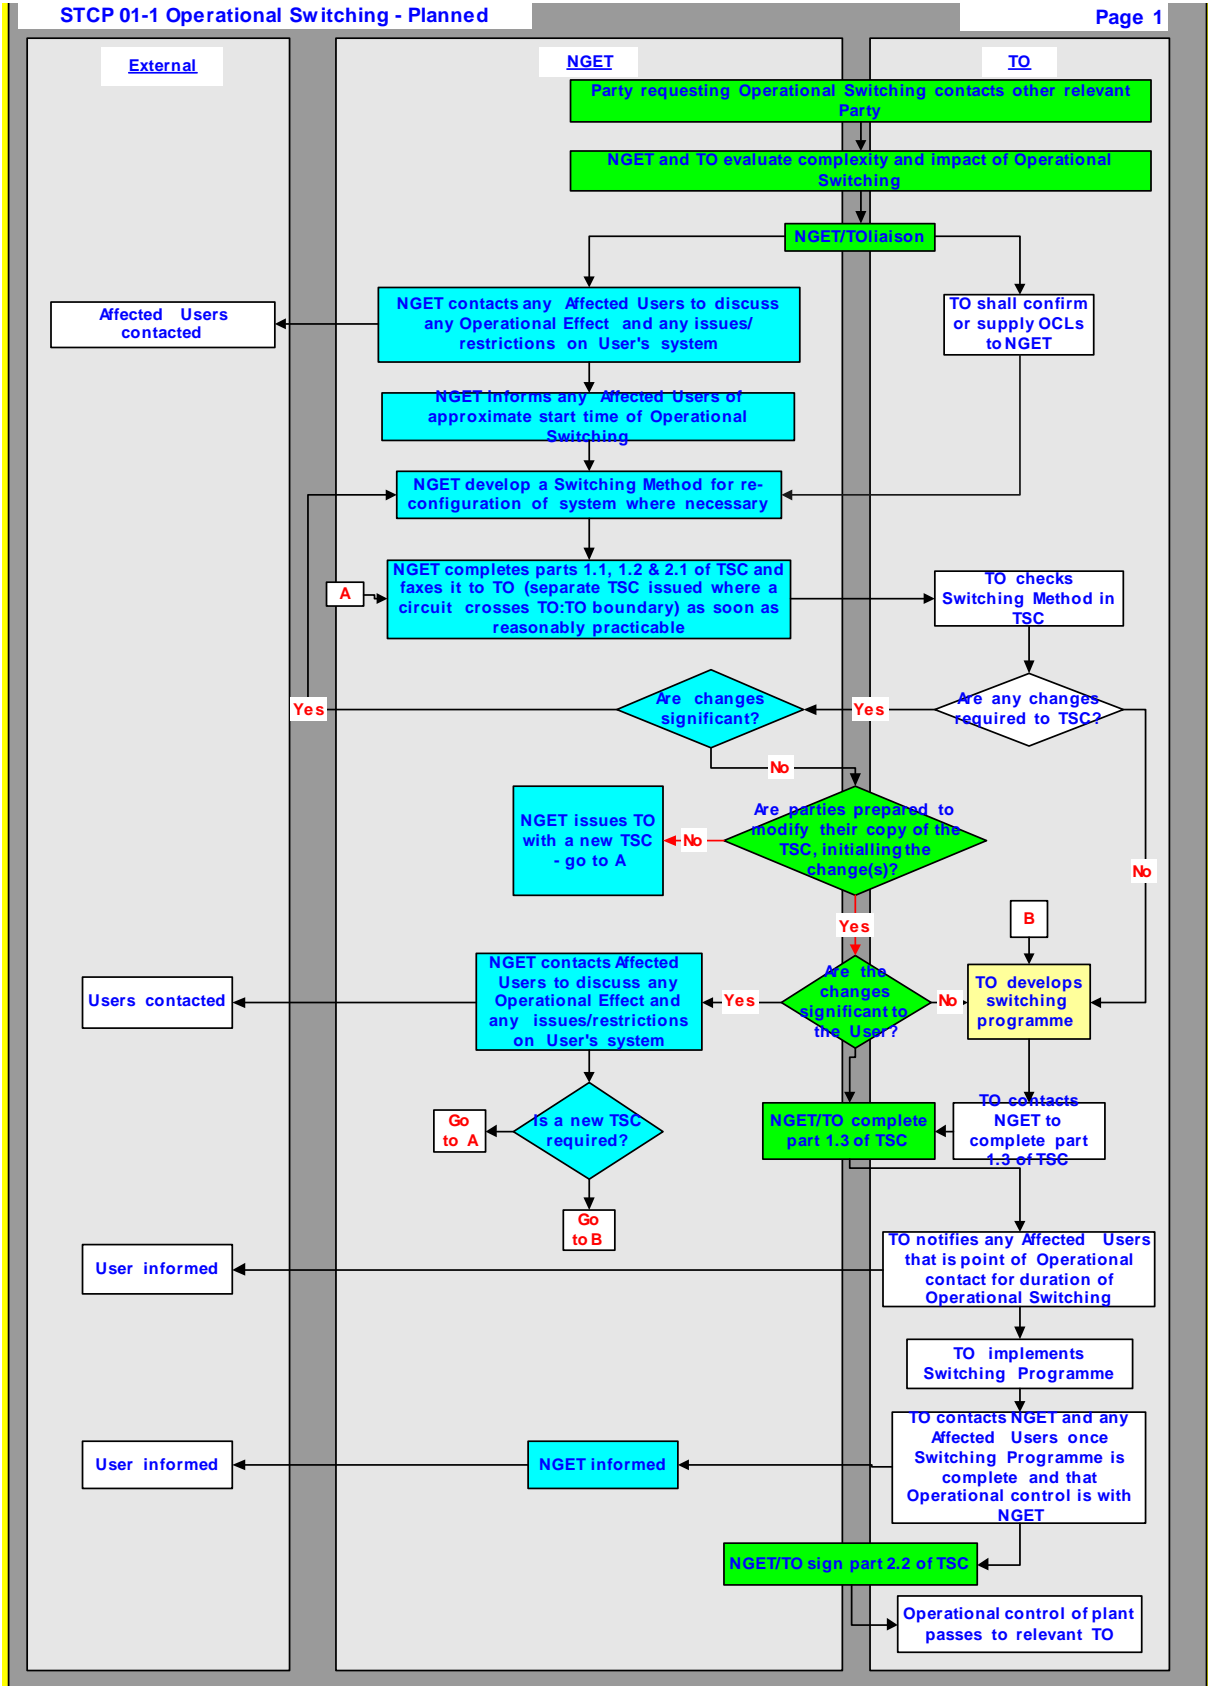 STCP 01-1 Operational Switching - Planned
Page 1
External
NGET
TO
Party requesting Operational Switching contacts other relevant
Party
NGET and TO evaluate complexity and impact of Operational
Switching
NGET/TOliaison
NGET contacts any Affected Users to discuss
any Operational Effect and any issues/
restrictions on User's system
Affected Users
contacted
TO shall confirm
or supply OCLs
to NGET
NGET informs any Affected Users of
approximate start time of Operational
Switching
NGET develop a Switching Method for re-
configuration of system where necessary
NGET completes parts 1.1, 1.2 & 2.1 of TSC and
faxes it to TO (separate TSC issued where a
circuit crosses TO:TO boundary) as soon as
reasonably practicable
A
TO checks
Switching Method in
TSC
Yes
Are changes
significant?
Yes
Are any changes
required to TSC?
No
NGET issues TO
with a new TSC
- go to A
No
Are parties prepared to
modify their copy of the
TSC, initialling the
change(s)?
No
Yes
B
Users contacted
NGET contacts Affected
Users to discuss any
Operational Effect and
any issues/restrictions
on User's system
Yes
Are the
changes
significant to
the User?
No
TO develops
switching
programme
Go
to A
Is a new TSC
required?
NGET/TO complete
part 1.3 of TSC
TO contacts
NGET to
complete part
1.3 of TSC
Go
to B
User informed
TO notifies any Affected Users
that is point of Operational
contact for duration of
Operational Switching
TO implements
Switching Programme
User informed
NGET informed
TO contacts NGET and any
Affected Users once
Switching Programme is
complete and that
Operational control is with
NGET
NGET/TO sign part 2.2 of TSC
Operational control of plant
passes to relevant TO